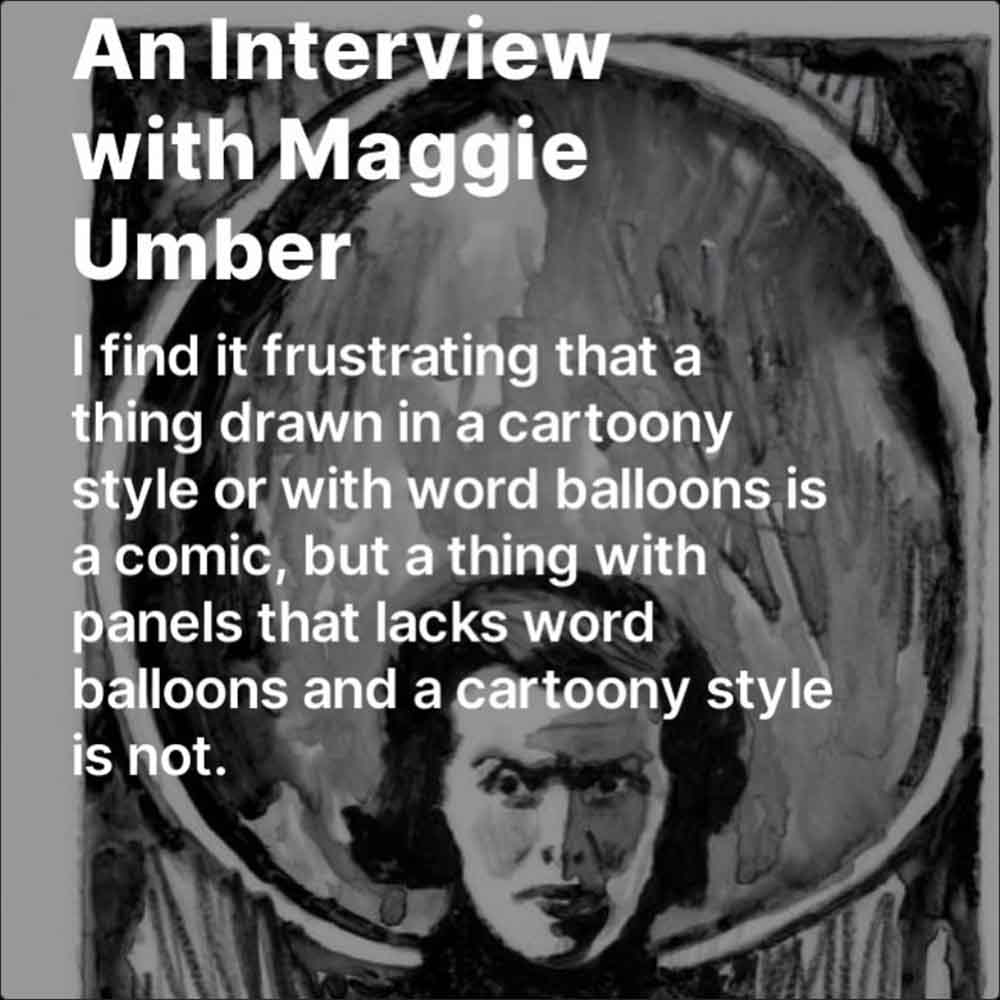 An Interview
with Maggie
Umber
I find it frustrating that a
thing drawn in a cartoony
style or with word balloons is
a comic, but a thing with
panels that lacks word
balloons and a cartoony style
is not.